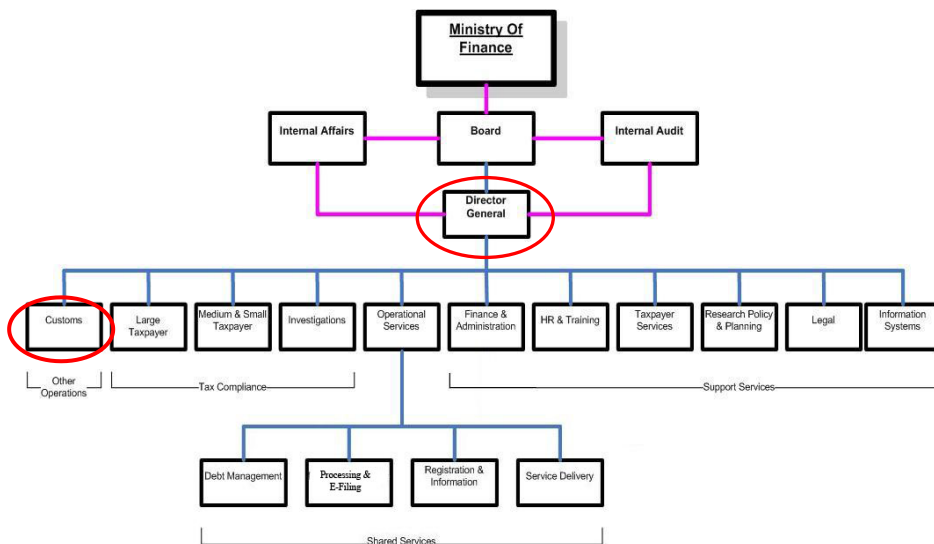 Ministry Of
Finance
Internal Affairs
Board
Internal Audit
Director
General
Customs
Large
Taxpayer
Medium & Small
Taxpayer
Investigations
Operational
Services
Finance &
Administration
HR & Training
Taxpayer
Services
Research Policy
& Planning
Legal
Information
Systems
Other
Operations
Tax Compliance
Support Services
Debt Management
Processing &
E-Filing
Registration &
Information
Service Delivery
Shared Services